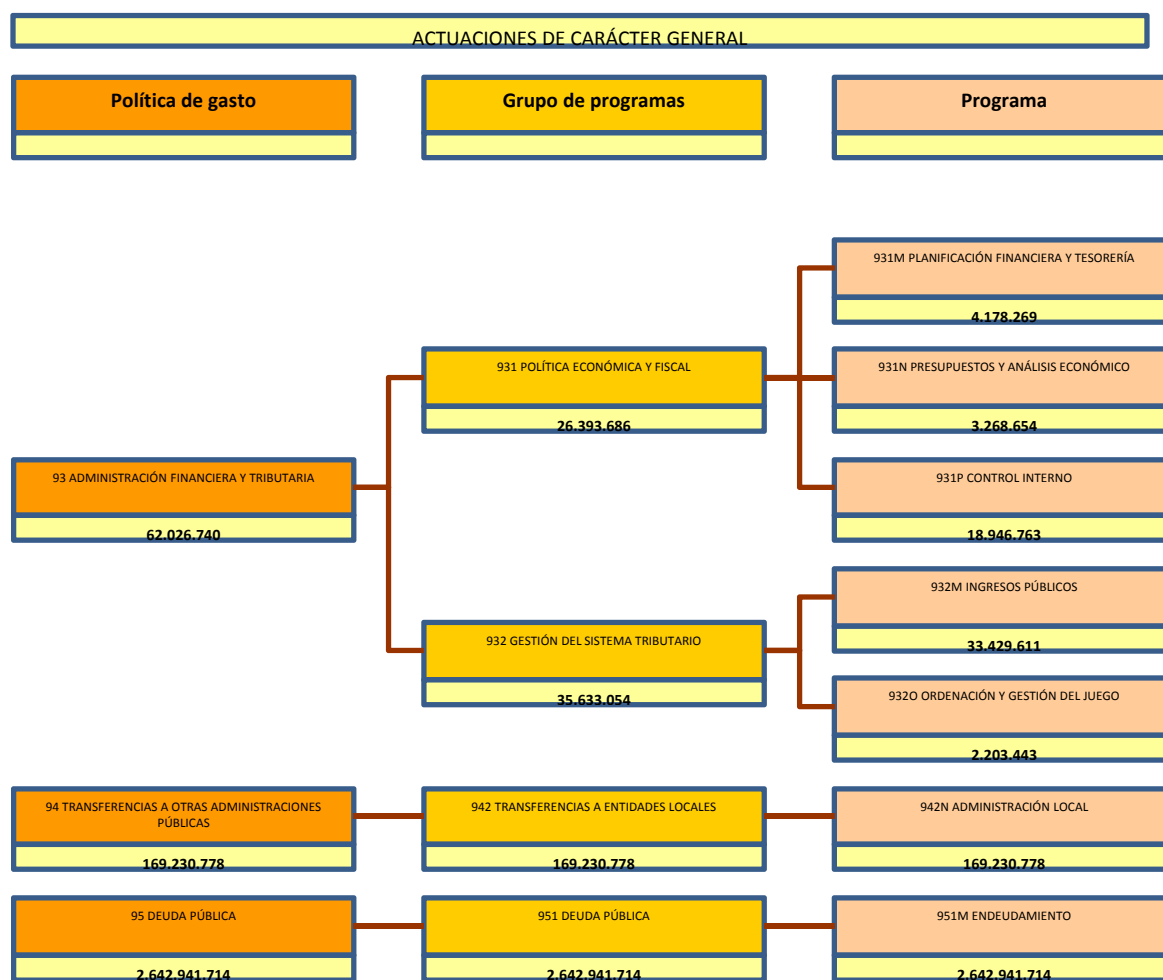 ACTUACIONES DE CARÁCTER GENERAL
Política de gasto
Grupo de programas
Programa
931M PLANIFICACIÓN FINANCIERA Y TESORERÍA
4.178.269
931 POLÍTICA ECONÓMICA Y FISCAL
26.393.686
931N PRESUPUESTOS Y ANÁLISIS ECONÓMICO
3.268.654
93 ADMINISTRACIÓN FINANCIERA Y TRIBUTARIA
62.026.740
931P CONTROL INTERNO
18.946.763
932M INGRESOS PÚBLICOS
33.429.611
932 GESTIÓN DEL SISTEMA TRIBUTARIO
35.633.054
932O ORDENACIÓN Y GESTIÓN DEL JUEGO
2.203.443
94 TRANSFERENCIAS A OTRAS ADMINISTRACIONES
PÚBLICAS
169.230.778
942 TRANSFERENCIAS A ENTIDADES LOCALES
169.230.778
942N ADMINISTRACIÓN LOCAL
169.230.778
95 DEUDA PÚBLICA
2.642.941.714
951 DEUDA PÚBLICA
2.642.941.714
951M ENDEUDAMIENTO
2.642.941.714